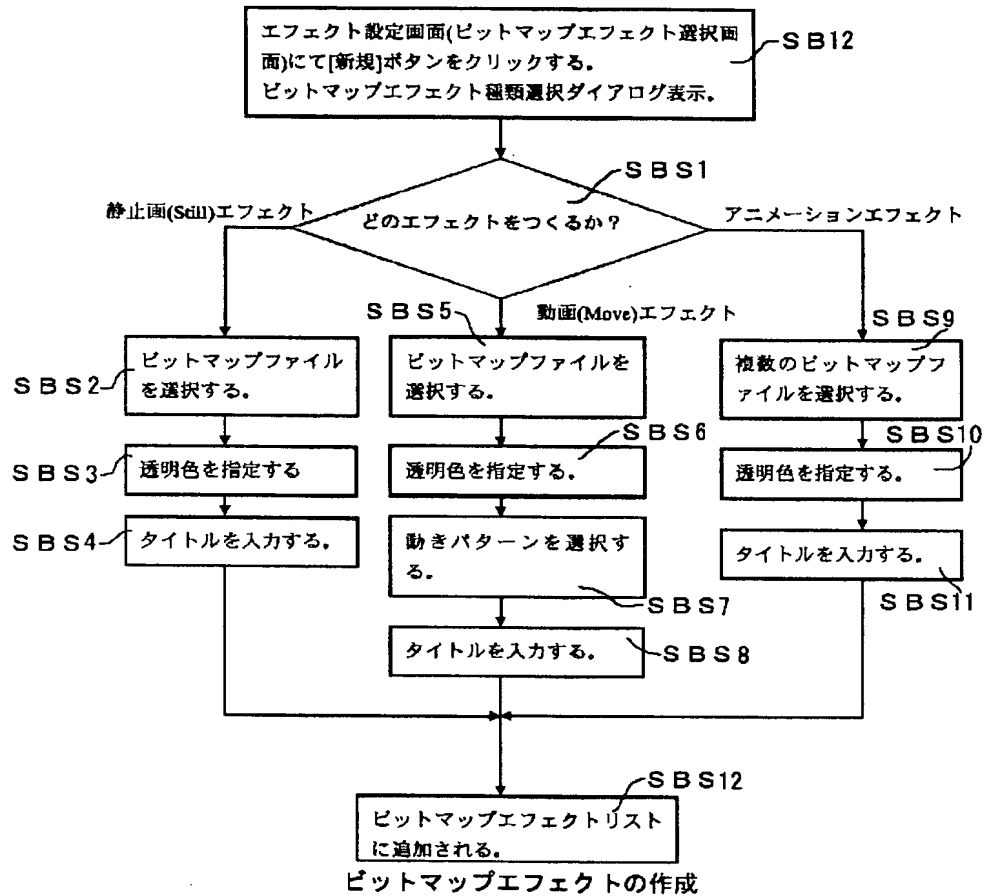 エフェクト設定画面(ビットマップエフェクト選択画
面)にて[新規]ボタンをクリックする。
ビットマップエフェクト種類選択ダイアログ表示。
ＳＢ12
ＳＢＳ1
どのエフェクトをつくるか？
静止画(Still)エフェクト
アニメーションエフェクト
動画(Move)エフェクト
ＳＢＳ2
ビットマップファイル
を選択する。
ＳＢＳ3
透明色を指定する
ＳＢＳ4
タイトルを入力する。
ＳＢＳ5
ビットマップファイルを
選択する。
ＳＢＳ6
透明色を指定する。
動きパターンを選択す
る。
ＳＢＳ7
タイトルを入力する。
ＳＢＳ8
ＳＢＳ9
複数のビットマップフ
ァイルを選択する。
ＳＢＳ10
透明色を指定する。
タイトルを入力する。
ＳＢＳ11
ＳＢＳ12
ビットマップエフェクトリスト
に追加される。
ビットマップエフェクトの作成